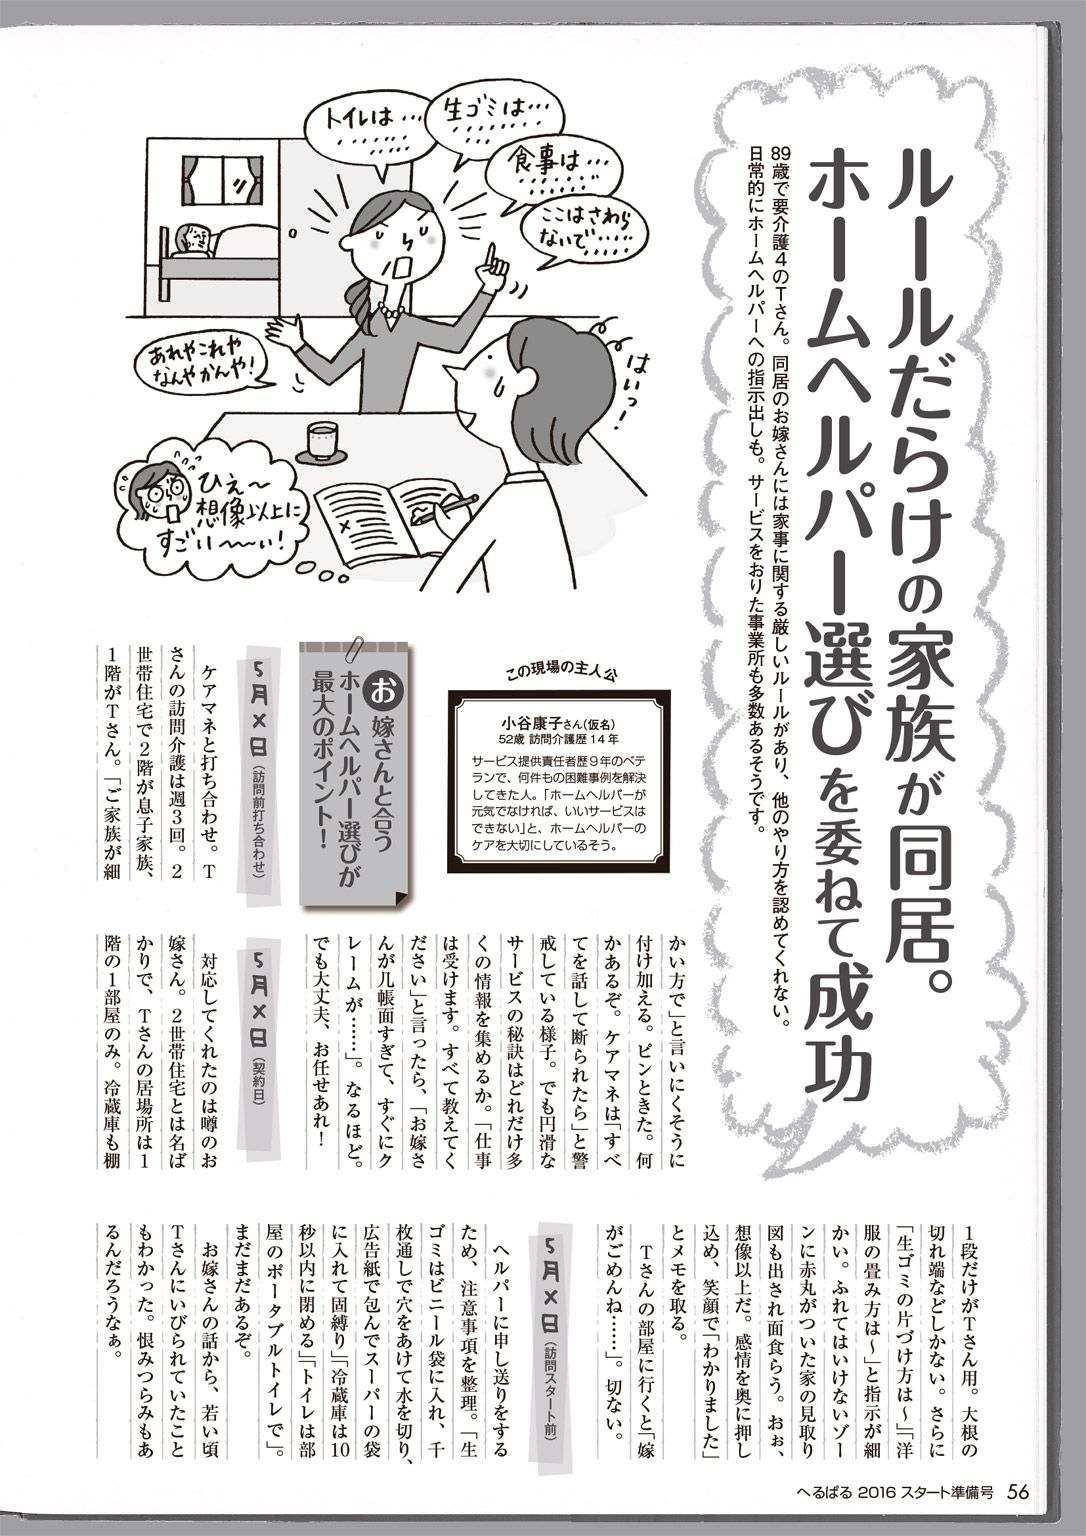 ルールだらけの家族が同居。
ホームヘルパー選びを委ねて成功
89歳で要介護4のTさん。同居のお嫁さんには家事に関する厳しいルールがあり、他のやり方を認めてくれない。
日常的にホームヘルパーへの指示出しも。サービスをおりた事業所も多数あるそうです。
トイレは…
生ゴミは…
食事は…
ここはさわら
ないで……
あれやこれや
なんやかんや!
はいっ!
ひぇ〜
想像以上に
すごい〜〜い!
この現場の主人公
小谷康子さん(仮名)
52歳 訪問介護歴14年
サービス提供責任者歴9年のベテ
ランで、何件もの困難事例を解決
してきた人。「ホームヘルパーが
元気でなければ、いいサービスは
できない」と、ホームヘルパーの
ケアを大切にしているそう。
お嫁さんと合う
ホームヘルパー選びが
最大のポイント!
5月×日(訪問前打ち合わせ)
ケアマネと打ち合わせ。T
さんの訪問介護は週3回。2
世帯住宅で2階が息子家族、
1階がTさん。「ご家族が細
かい方で」と言いにくそうに
付け加える。ピンときた。何
かあるぞ。ケアマネは「すべ
てを話して断られたら」と警
戒している様子。でも円滑な
サービスの秘訣はどれだけ多
くの情報を集めるか。「仕事
は受けます。すべて教えてく
ださい」と言ったら、「お嫁さ
んが几帳面すぎて、すぐにク
レームが……」。なるほど。
でも大丈夫、お任せあれ!
5月×日(契約日)
対応してくれたのは噂のお
嫁さん。2世帯住宅とは名ば
かりで、Tさんの居場所は1
階の1部屋のみ。冷蔵庫も棚
1段だけがTさん用。大根の
切れ端などしかない。さらに
「生ゴミの片づけ方は〜」「洋
服の畳み方は〜」と指示が細
かい。ふれてはいけないゾー
ンに赤丸がついた家の見取り
図も出され面食らう。おぉ、
想像以上だ。感情を奥に押し
込め、笑顔で「わかりました」
とメモを取る。
Tさんの部屋に行くと「嫁
がごめんね……」。切ない。
5月×日(訪問スタート前)
ヘルパーに申し送りをする
ため、注意事項を整理。「生
ゴミはビニール袋に入れ、千
枚通しで穴をあけて水を切り、
広告紙で包んでスーパーの袋
に入れて固縛り」「冷蔵庫は10
秒以内に閉める」「トイレは部
屋のポータブルトイレで」。
まだまだあるぞ。
お嫁さんの話から、若い頃
Tさんにいびられていたこと
もわかった。恨みつらみもあ
るんだろうなぁ。
へるぱる 2016 スタート準備号 56